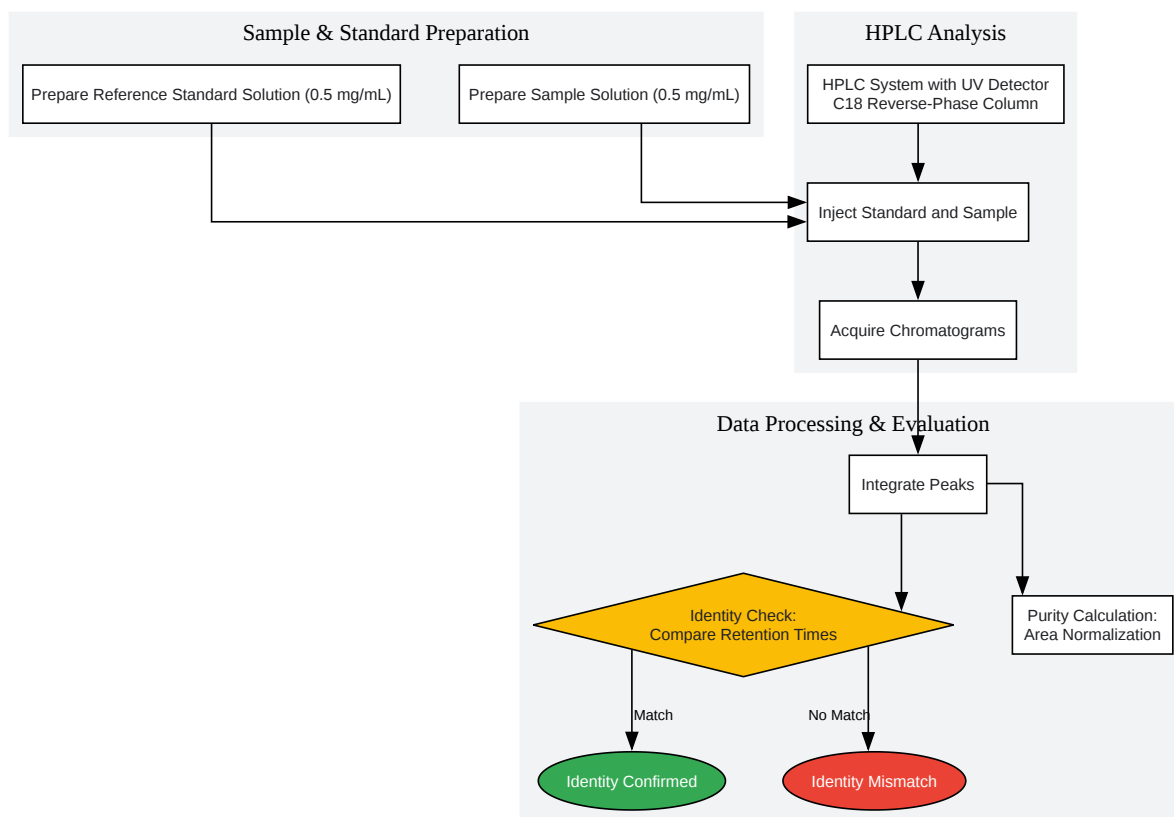 Sample & Standard Preparation
Prepare Reference Standard Solution (0.5 mg/mL)
Prepare Sample Solution (0.5 mg/mL)
HPLC Analysis
HPLC System with UV Detector
C18 Reverse-Phase Column
Inject Standard and Sample
Acquire Chromatograms
Data Processing & Evaluation
Integrate Peaks
Identity Check:
Compare Retention Times
Purity Calculation:
Area Normalization
Match
No Match
Identity Confirmed
Identity Mismatch